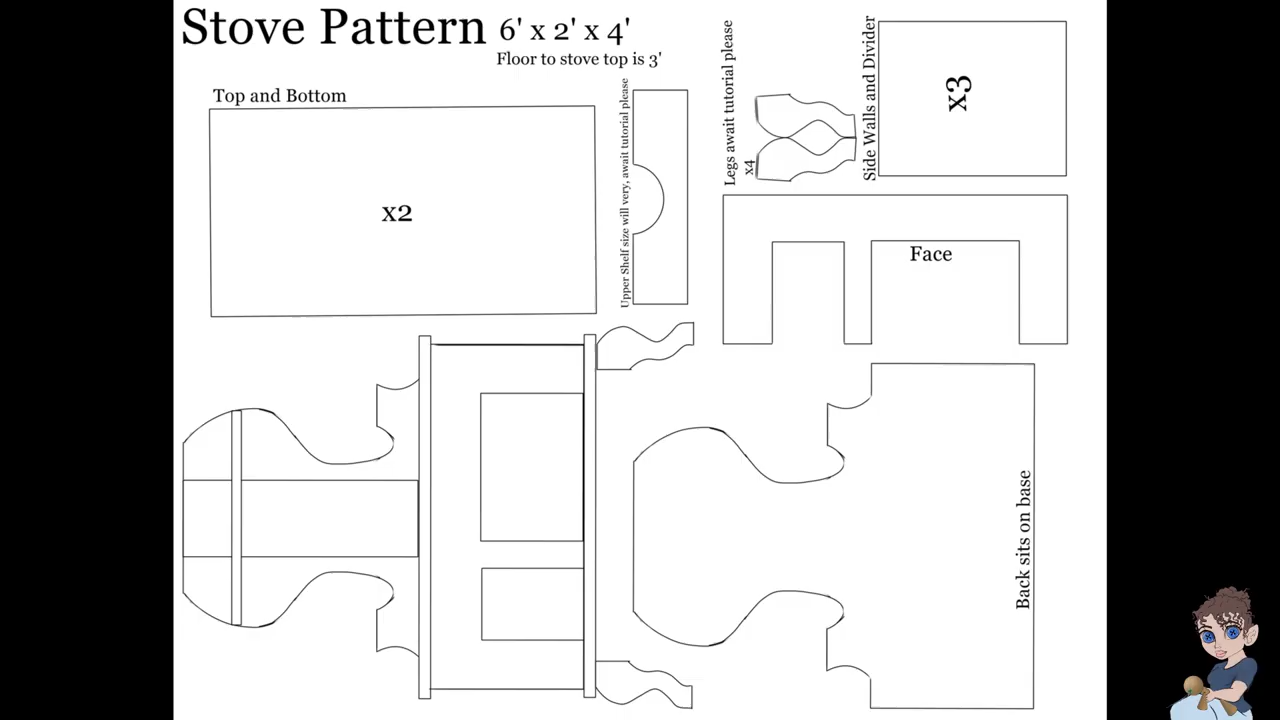 Stove Pattern 6' x 2' x 4'
Floor to stove top is 3'
Top and Bottom
x2
Upper Shelf size will very, await tutorial please
Legs await tutorial please
x4
Side Walls and Divider
x3
Face
Back sits on base